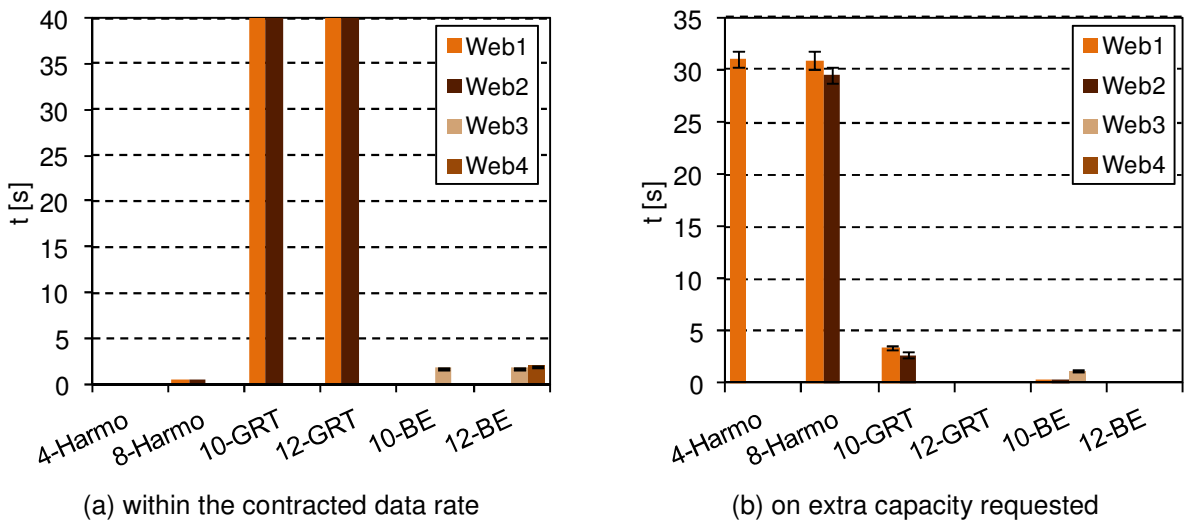 40
35
30
25
20
15
10
5
0
t [s]
Web1
Web2
Web3
Web4
4-Harmo
8-Harmo
10-GRT
12-GRT
10-BE
12-BE
(a) within the contracted data rate
35
30
25
20
15
10
5
0
t [s]
Web1
Web2
Web3
Web4
4-Harmo
8-Harmo
10-GRT
12-GRT
10-BE
12-BE
(b) on extra capacity requested